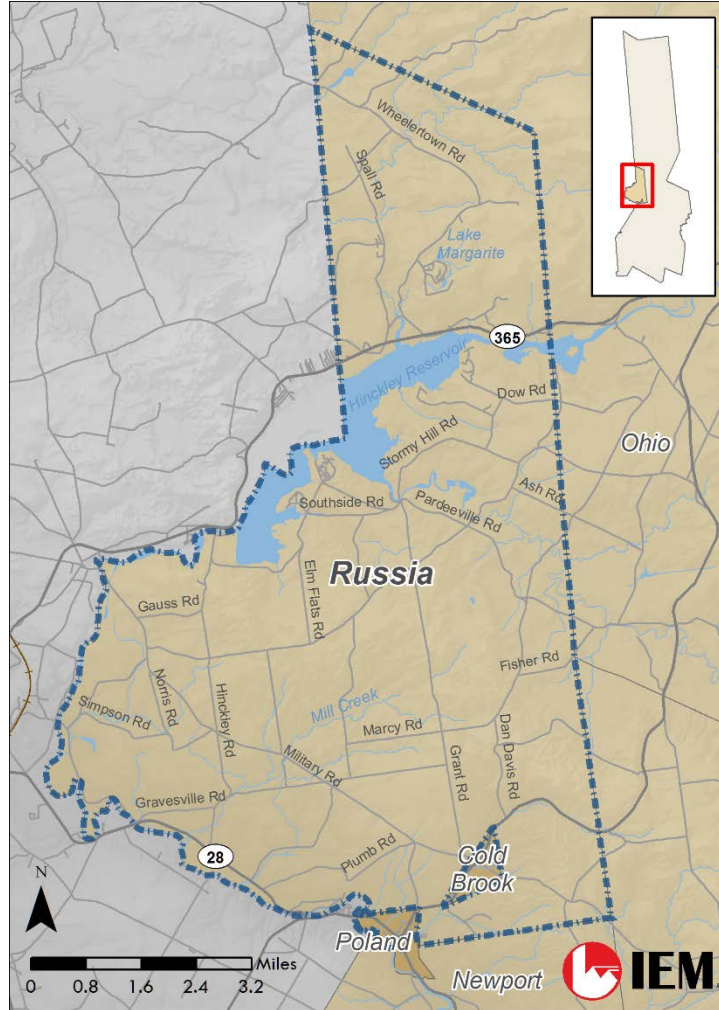 Wheelertown Rd
Spall Rd
Lake
Margarite
365
Hinckley Reservoir
Dow Rd
Ohio
Stormy Hill Rd
Ash Rd
Southside Rd
Pardeeville Rd
Russia
Elm Flats Rd
Gauss Rd
Fisher Rd
Norris Rd
Hinckley Rd
Simpson Rd
Mill Creek
Marcy Rd
Dan Davis Rd
Military Rd
Grant Rd
Gravesville Rd
28
Plumb Rd
Cold
Brook
N
Poland
Miles
0 0.8 1.6 2.4 3.2
Newport
IEM